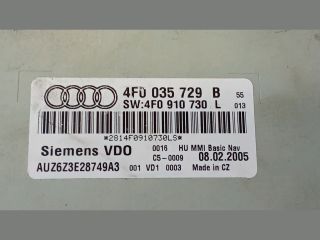 4F0 035 729 B 55
SW:4F0 910 730 L 013
*2814F0910730LS*
Siemens VDO 0016 HU MMI Basic Nav
C5-0009 08.02.2005
AUZ6Z3E28749A3 001 VD1 0003 Made in CZ